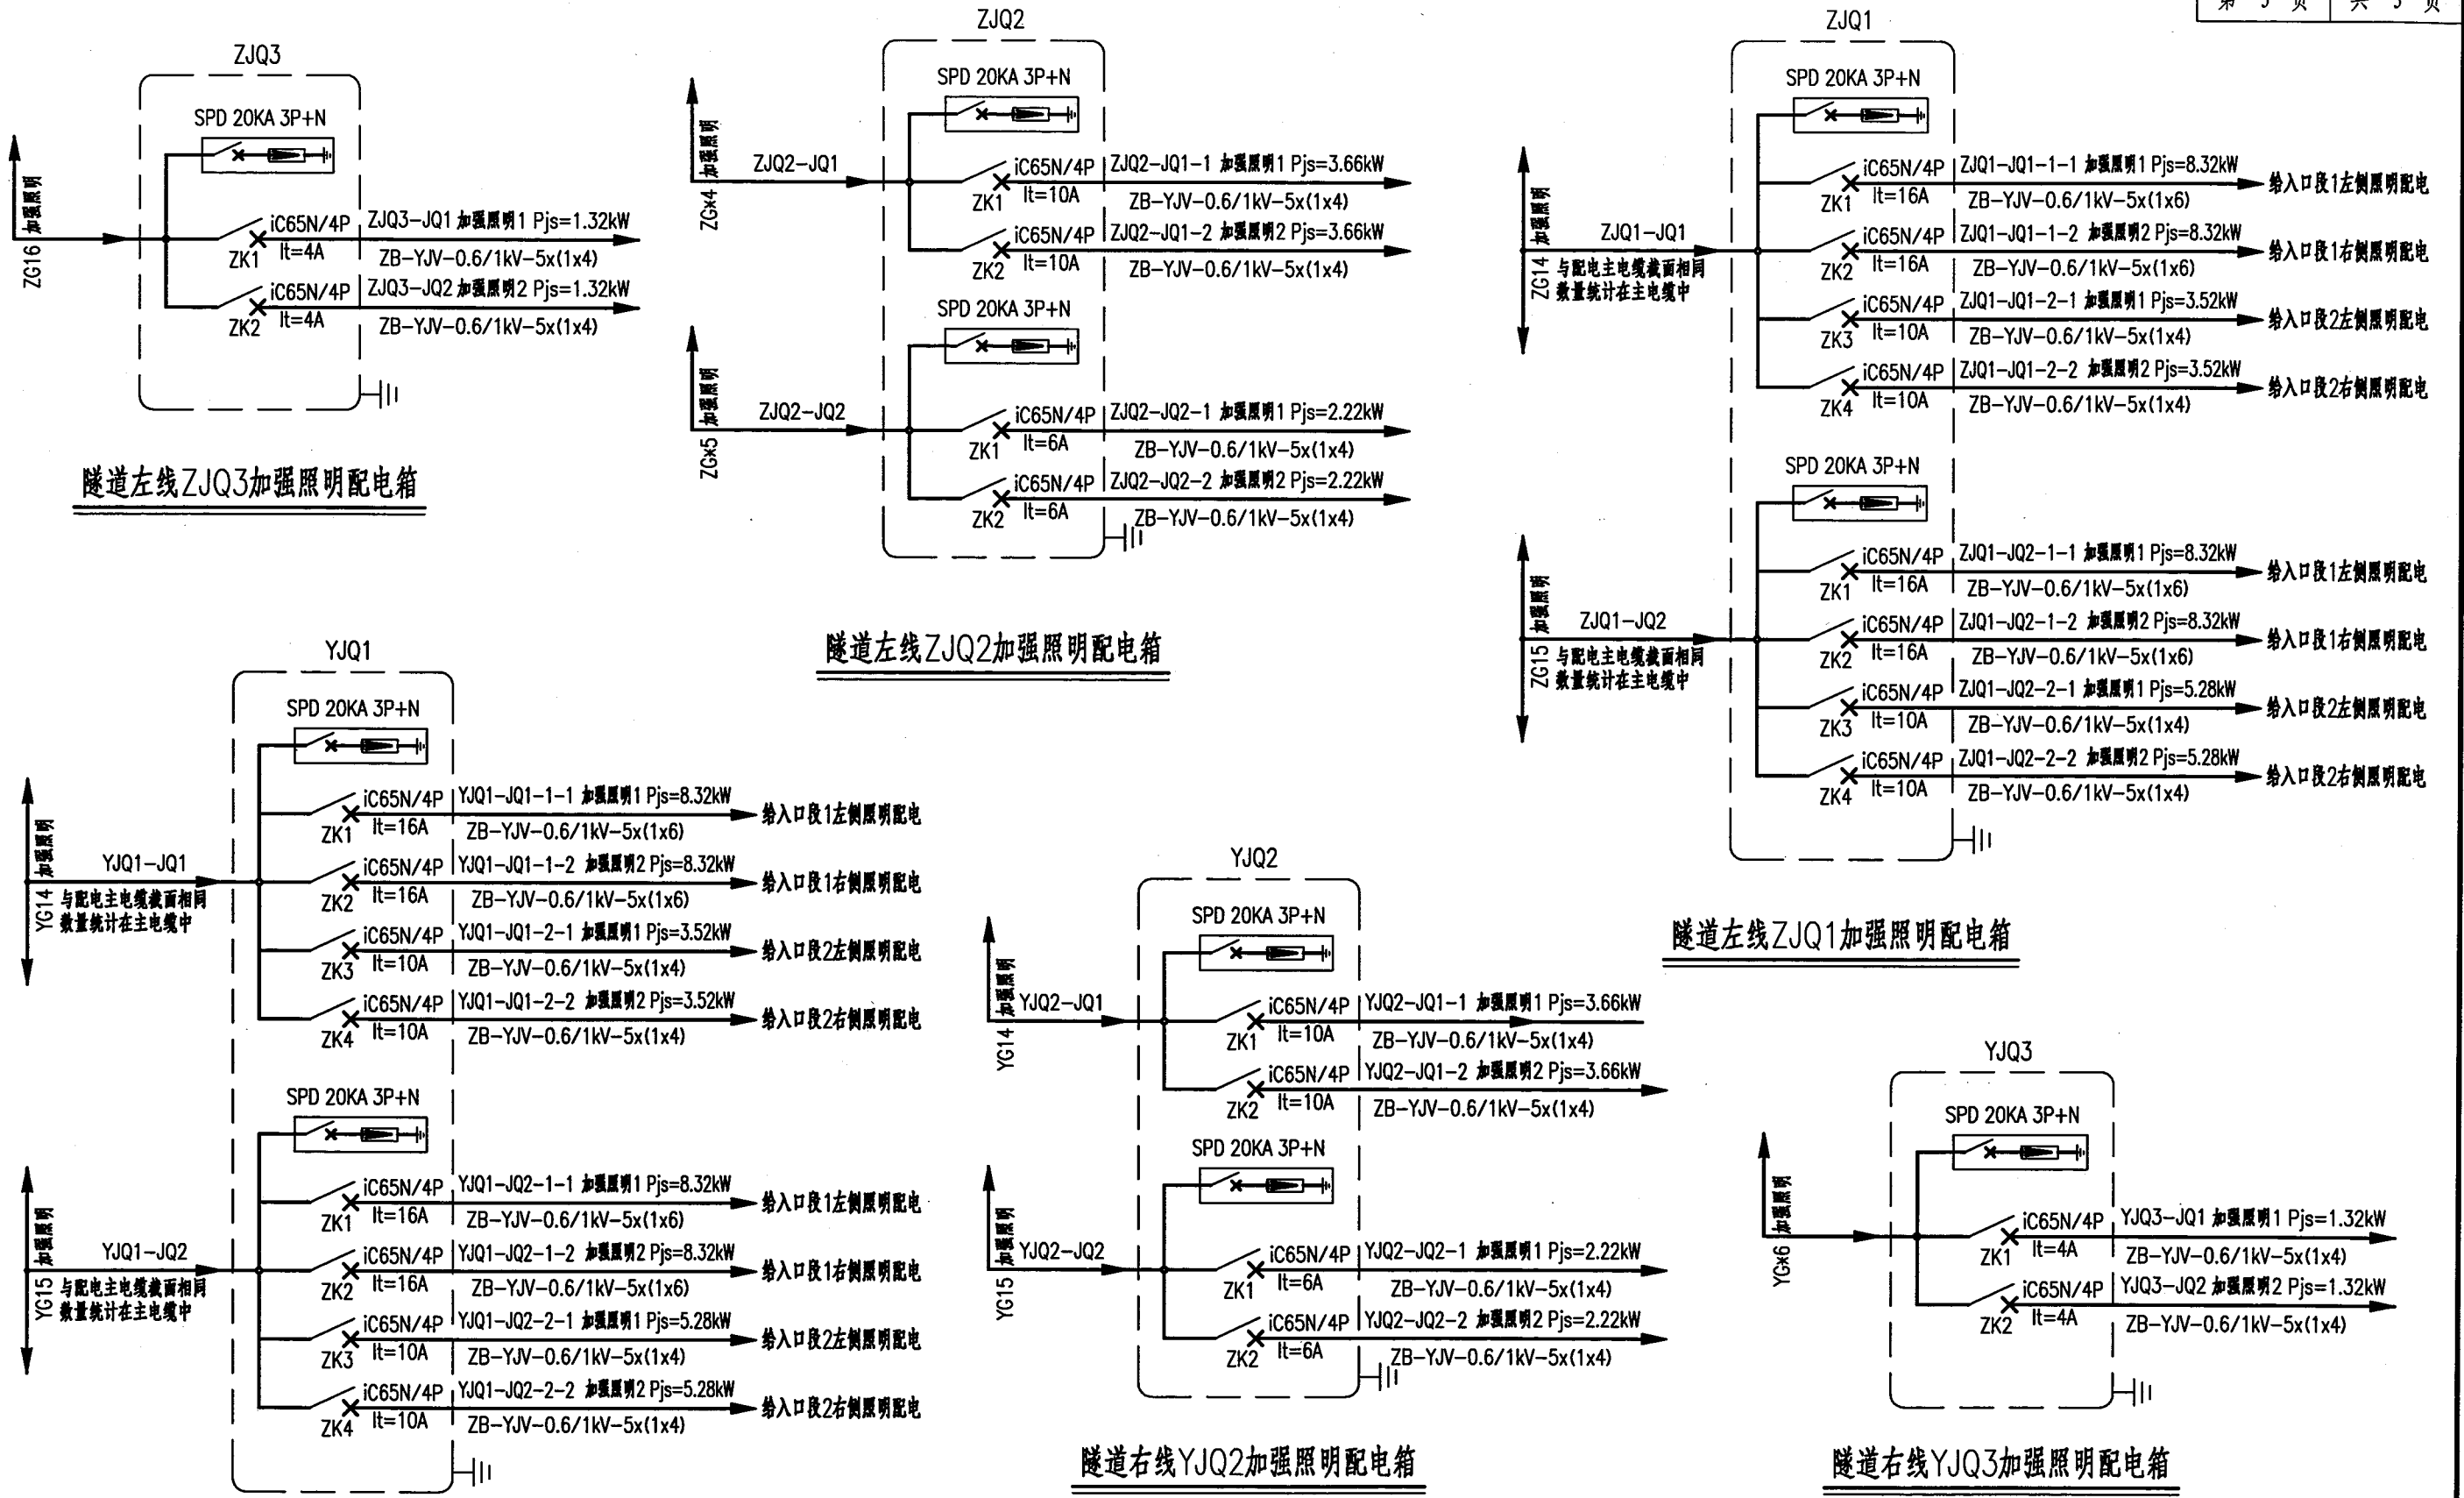 第 3 页 共 3 页
ZJQ3
SPD 20KA 3P+N
ZG16 加强照明
iC65N/4P
ZK1 It=4A
ZJQ3-JQ1 加强照明1 Pjs=1.32kW
ZB-YJV-0.6/1kV-5x(1x4)
iC65N/4P
ZK2 It=4A
ZJQ3-JQ2 加强照明2 Pjs=1.32kW
ZB-YJV-0.6/1kV-5x(1x4)
隧道左线ZJQ3加强照明配电箱
ZJQ2
SPD 20KA 3P+N
ZG*4 加强照明
ZJQ2-JQ1
iC65N/4P
ZK1 It=10A
ZJQ2-JQ1-1 加强照明1 Pjs=3.66kW
ZB-YJV-0.6/1kV-5x(1x4)
iC65N/4P
ZK2 It=10A
ZJQ2-JQ1-2 加强照明2 Pjs=3.66kW
ZB-YJV-0.6/1kV-5x(1x4)
SPD 20KA 3P+N
ZG*5 加强照明
ZJQ2-JQ2
iC65N/4P
ZK1 It=6A
ZJQ2-JQ2-1 加强照明1 Pjs=2.22kW
ZB-YJV-0.6/1kV-5x(1x4)
iC65N/4P
ZK2 It=6A
ZJQ2-JQ2-2 加强照明2 Pjs=2.22kW
ZB-YJV-0.6/1kV-5x(1x4)
隧道左线ZJQ2加强照明配电箱
ZJQ1
SPD 20KA 3P+N
ZG14 加强照明
ZJQ1-JQ1
与配电主电缆截面相同
数量统计在主电缆中
iC65N/4P
ZK1 It=16A
ZJQ1-JQ1-1-1 加强照明1 Pjs=8.32kW
ZB-YJV-0.6/1kV-5x(1x6)
给入口段1左侧照明配电
iC65N/4P
ZK2 It=16A
ZJQ1-JQ1-1-2 加强照明2 Pjs=8.32kW
ZB-YJV-0.6/1kV-5x(1x6)
给入口段1右侧照明配电
iC65N/4P
ZK3 It=10A
ZJQ1-JQ1-2-1 加强照明1 Pjs=3.52kW
ZB-YJV-0.6/1kV-5x(1x4)
给入口段2左侧照明配电
iC65N/4P
ZK4 It=10A
ZJQ1-JQ1-2-2 加强照明2 Pjs=3.52kW
ZB-YJV-0.6/1kV-5x(1x4)
给入口段2右侧照明配电
SPD 20KA 3P+N
ZG15 加强照明
ZJQ1-JQ2
与配电主电缆截面相同
数量统计在主电缆中
iC65N/4P
ZK1 It=16A
ZJQ1-JQ2-1-1 加强照明1 Pjs=8.32kW
ZB-YJV-0.6/1kV-5x(1x6)
给入口段1左侧照明配电
iC65N/4P
ZK2 It=16A
ZJQ1-JQ2-1-2 加强照明2 Pjs=8.32kW
ZB-YJV-0.6/1kV-5x(1x6)
给入口段1右侧照明配电
iC65N/4P
ZK3 It=10A
ZJQ1-JQ2-2-1 加强照明1 Pjs=5.28kW
ZB-YJV-0.6/1kV-5x(1x4)
给入口段2左侧照明配电
iC65N/4P
ZK4 It=10A
ZJQ1-JQ2-2-2 加强照明2 Pjs=5.28kW
ZB-YJV-0.6/1kV-5x(1x4)
给入口段2右侧照明配电
隧道左线ZJQ1加强照明配电箱
YJQ1
SPD 20KA 3P+N
YG14 加强照明
YJQ1-JQ1
与配电主电缆截面相同
数量统计在主电缆中
iC65N/4P
ZK1 It=16A
YJQ1-JQ1-1-1 加强照明1 Pjs=8.32kW
ZB-YJV-0.6/1kV-5x(1x6)
给入口段1左侧照明配电
iC65N/4P
ZK2 It=16A
YJQ1-JQ1-1-2 加强照明2 Pjs=8.32kW
ZB-YJV-0.6/1kV-5x(1x6)
给入口段1右侧照明配电
iC65N/4P
ZK3 It=10A
YJQ1-JQ1-2-1 加强照明1 Pjs=3.52kW
ZB-YJV-0.6/1kV-5x(1x4)
给入口段2左侧照明配电
iC65N/4P
ZK4 It=10A
YJQ1-JQ1-2-2 加强照明2 Pjs=3.52kW
ZB-YJV-0.6/1kV-5x(1x4)
给入口段2右侧照明配电
SPD 20KA 3P+N
YG15 加强照明
YJQ1-JQ2
与配电主电缆截面相同
数量统计在主电缆中
iC65N/4P
ZK1 It=16A
YJQ1-JQ2-1-1 加强照明1 Pjs=8.32kW
ZB-YJV-0.6/1kV-5x(1x6)
给入口段1左侧照明配电
iC65N/4P
ZK2 It=16A
YJQ1-JQ2-1-2 加强照明2 Pjs=8.32kW
ZB-YJV-0.6/1kV-5x(1x6)
给入口段1右侧照明配电
iC65N/4P
ZK3 It=10A
YJQ1-JQ2-2-1 加强照明1 Pjs=5.28kW
ZB-YJV-0.6/1kV-5x(1x4)
给入口段2左侧照明配电
iC65N/4P
ZK4 It=10A
YJQ1-JQ2-2-2 加强照明2 Pjs=5.28kW
ZB-YJV-0.6/1kV-5x(1x4)
给入口段2右侧照明配电
YJQ2
SPD 20KA 3P+N
YG14 加强照明
YJQ2-JQ1
iC65N/4P
ZK1 It=10A
YJQ2-JQ1-1 加强照明1 Pjs=3.66kW
ZB-YJV-0.6/1kV-5x(1x4)
iC65N/4P
ZK2 It=10A
YJQ2-JQ1-2 加强照明2 Pjs=3.66kW
ZB-YJV-0.6/1kV-5x(1x4)
SPD 20KA 3P+N
YG15 加强照明
YJQ2-JQ2
iC65N/4P
ZK1 It=6A
YJQ2-JQ2-1 加强照明1 Pjs=2.22kW
ZB-YJV-0.6/1kV-5x(1x4)
iC65N/4P
ZK2 It=6A
YJQ2-JQ2-2 加强照明2 Pjs=2.22kW
ZB-YJV-0.6/1kV-5x(1x4)
隧道右线YJQ2加强照明配电箱
YJQ3
SPD 20KA 3P+N
YG*6 加强照明
iC65N/4P
ZK1 It=4A
YJQ3-JQ1 加强照明1 Pjs=1.32kW
ZB-YJV-0.6/1kV-5x(1x4)
iC65N/4P
ZK2 It=4A
YJQ3-JQ2 加强照明2 Pjs=1.32kW
ZB-YJV-0.6/1kV-5x(1x4)
隧道右线YJQ3加强照明配电箱